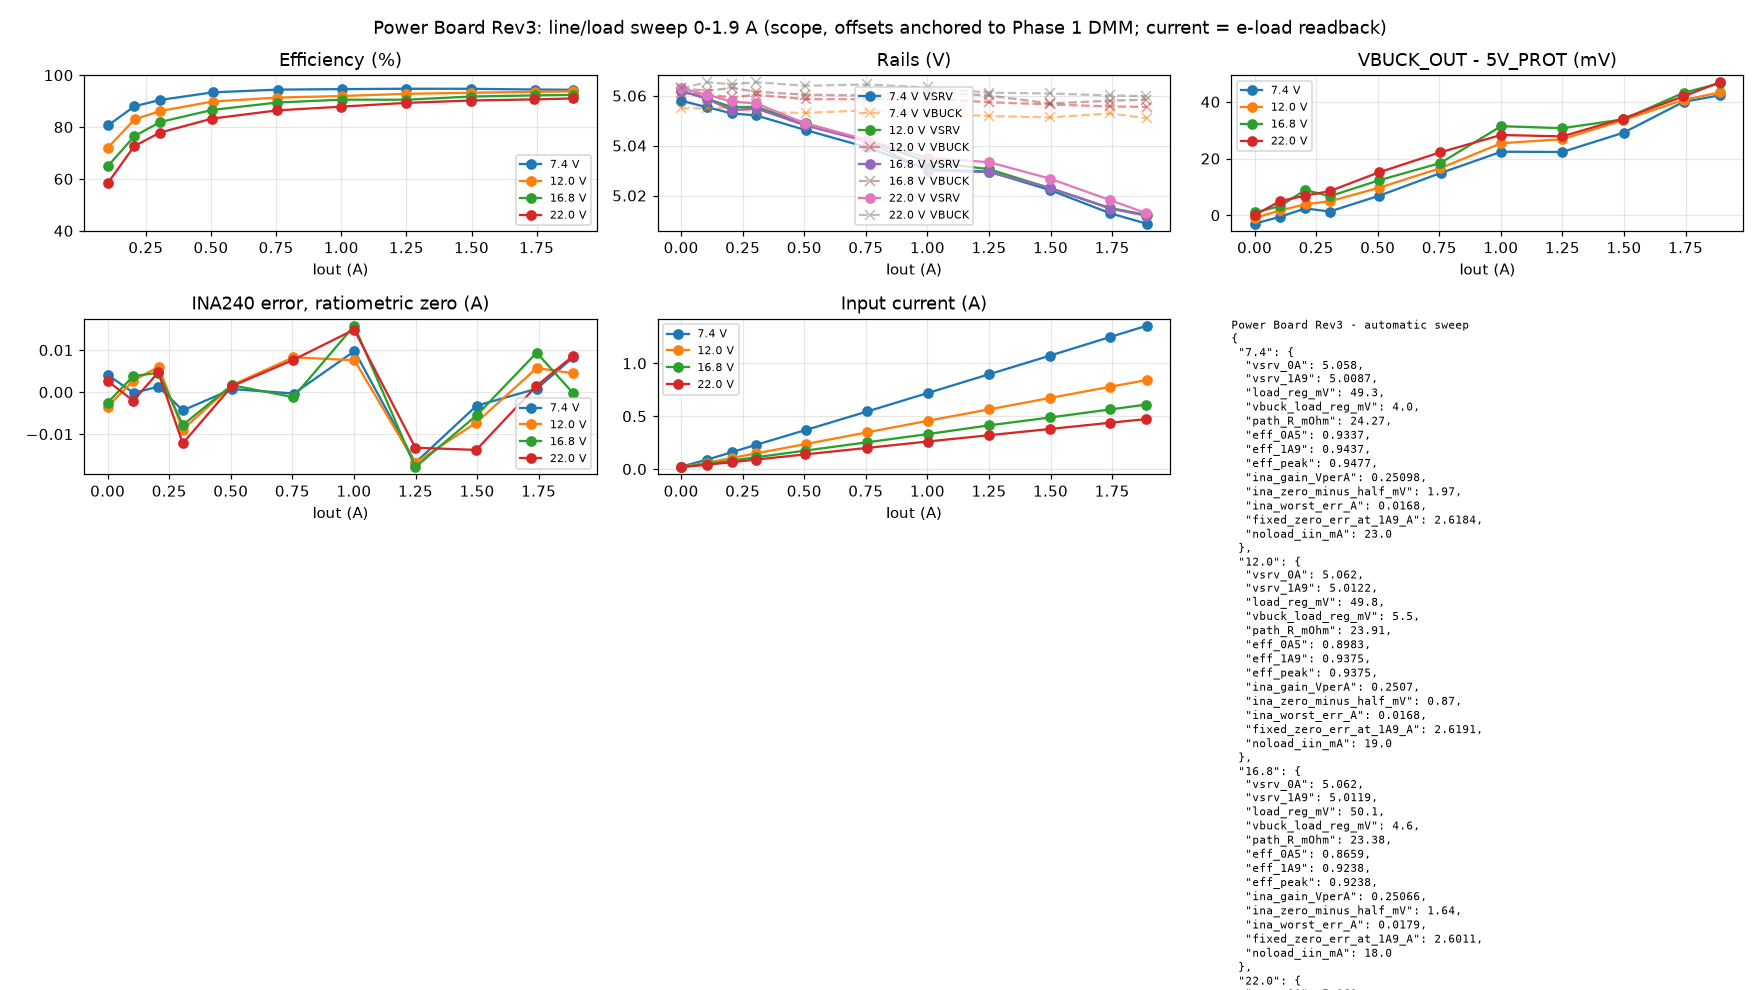 Power Board Rev3: line/load sweep 0-1.9 A (scope, offsets anchored to Phase 1 DMM; current = e-load readback)
Efficiency (%)
100
80
60
40
0.25 0.50 0.75 1.00 1.25 1.50 1.75
Iout (A)
7.4 V
12.0 V
16.8 V
22.0 V
Rails (V)
5.06
5.04
5.02
0.00 0.25 0.50 0.75 1.00 1.25 1.50 1.75
Iout (A)
7.4 V VSRV
7.4 V VBUCK
12.0 V VSRV
12.0 V VBUCK
16.8 V VSRV
16.8 V VBUCK
22.0 V VSRV
22.0 V VBUCK
VBUCK_OUT - 5V_PROT (mV)
40
20
0
0.00 0.25 0.50 0.75 1.00 1.25 1.50 1.75
Iout (A)
7.4 V
12.0 V
16.8 V
22.0 V
INA240 error, ratiometric zero (A)
0.01
0.00
−0.01
0.00 0.25 0.50 0.75 1.00 1.25 1.50 1.75
Iout (A)
7.4 V
12.0 V
16.8 V
22.0 V
Input current (A)
1.0
0.5
0.0
0.00 0.25 0.50 0.75 1.00 1.25 1.50 1.75
Iout (A)
7.4 V
12.0 V
16.8 V
22.0 V
Power Board Rev3 - automatic sweep
{
"7.4": {
"vsrv_0A": 5.058,
"vsrv_1A9": 5.0087,
"load_reg_mV": 49.3,
"vbuck_load_reg_mV": 4.0,
"path_R_mOhm": 24.27,
"eff_0A5": 0.9337,
"eff_1A9": 0.9437,
"eff_peak": 0.9477,
"ina_gain_VperA": 0.25098,
"ina_zero_minus_half_mV": 1.97,
"ina_worst_err_A": 0.0168,
"fixed_zero_err_at_1A9_A": 2.6184,
"noload_iin_mA": 23.0
},
"12.0": {
"vsrv_0A": 5.062,
"vsrv_1A9": 5.0122,
"load_reg_mV": 49.8,
"vbuck_load_reg_mV": 5.5,
"path_R_mOhm": 23.91,
"eff_0A5": 0.8983,
"eff_1A9": 0.9375,
"eff_peak": 0.9375,
"ina_gain_VperA": 0.2507,
"ina_zero_minus_half_mV": 0.87,
"ina_worst_err_A": 0.0168,
"fixed_zero_err_at_1A9_A": 2.6191,
"noload_iin_mA": 19.0
},
"16.8": {
"vsrv_0A": 5.062,
"vsrv_1A9": 5.0119,
"load_reg_mV": 50.1,
"vbuck_load_reg_mV": 4.6,
"path_R_mOhm": 23.38,
"eff_0A5": 0.8659,
"eff_1A9": 0.9238,
"eff_peak": 0.9238,
"ina_gain_VperA": 0.25066,
"ina_zero_minus_half_mV": 1.64,
"ina_worst_err_A": 0.0179,
"fixed_zero_err_at_1A9_A": 2.6011,
"noload_iin_mA": 18.0
},
"22.0": {